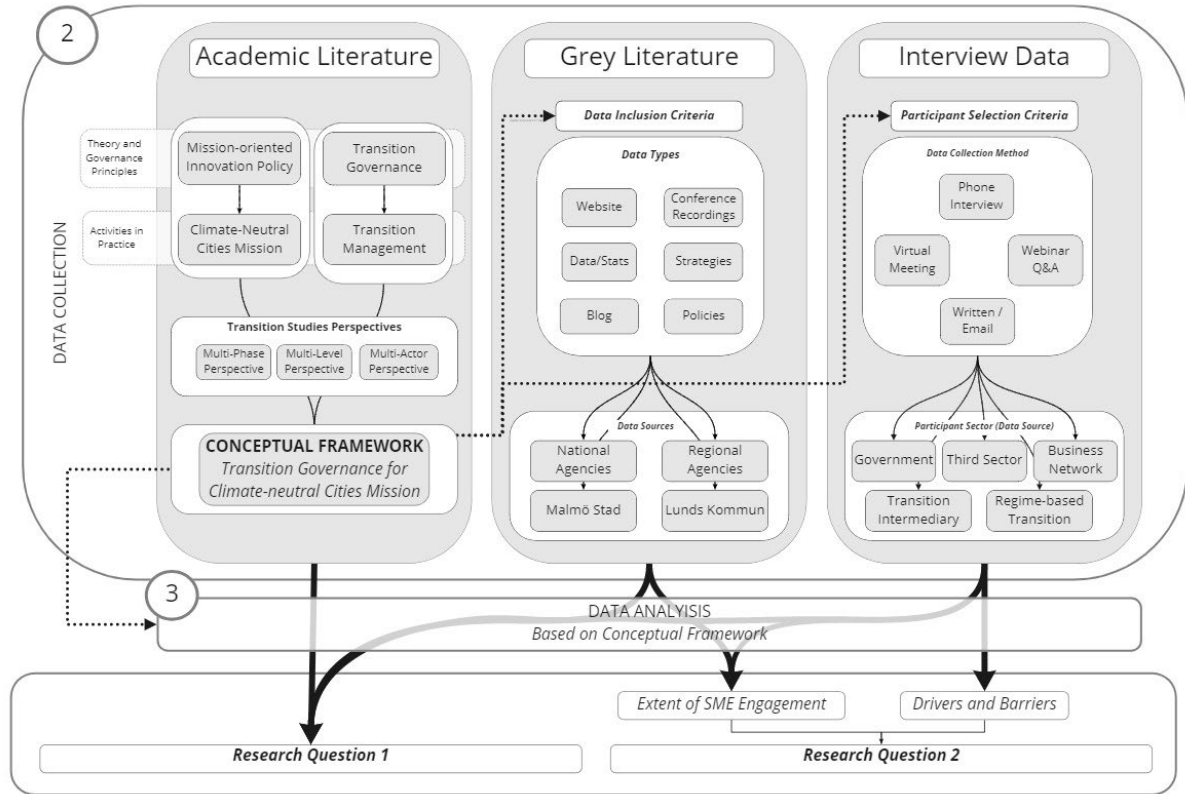 2
DATA COLLECTION
Academic Literature
Theory and
Governance
Principles
Mission-oriented
Innovation Policy
Transition
Governance
Activities in
Practice
Climate-Neutral
Cities Mission
Transition
Management
Transition Studies Perspectives
Multi-Phase
Perspective
Multi-Level
Perspective
Multi-Actor
Perspective
CONCEPTUAL FRAMEWORK
Transition Governance for
Climate-neutral Cities Mission
Grey Literature
Data Inclusion Criteria
Data Types
Website
Conference
Recordings
Data/Stats
Strategies
Blog
Policies
Data Sources
National
Agencies
Regional
Agencies
Malmö Stad
Lunds Kommun
Interview Data
Participant Selection Criteria
Data Collection Method
Phone
Interview
Virtual
Meeting
Webinar
Q&A
Written /
Email
Participant Sector (Data Source)
Government
Third Sector
Business
Network
Transition
Intermediary
Regime-based
Transition
3
DATA ANALYISIS
Based on Conceptual Framework
Extent of SME Engagement
Drivers and Barriers
Research Question 1
Research Question 2